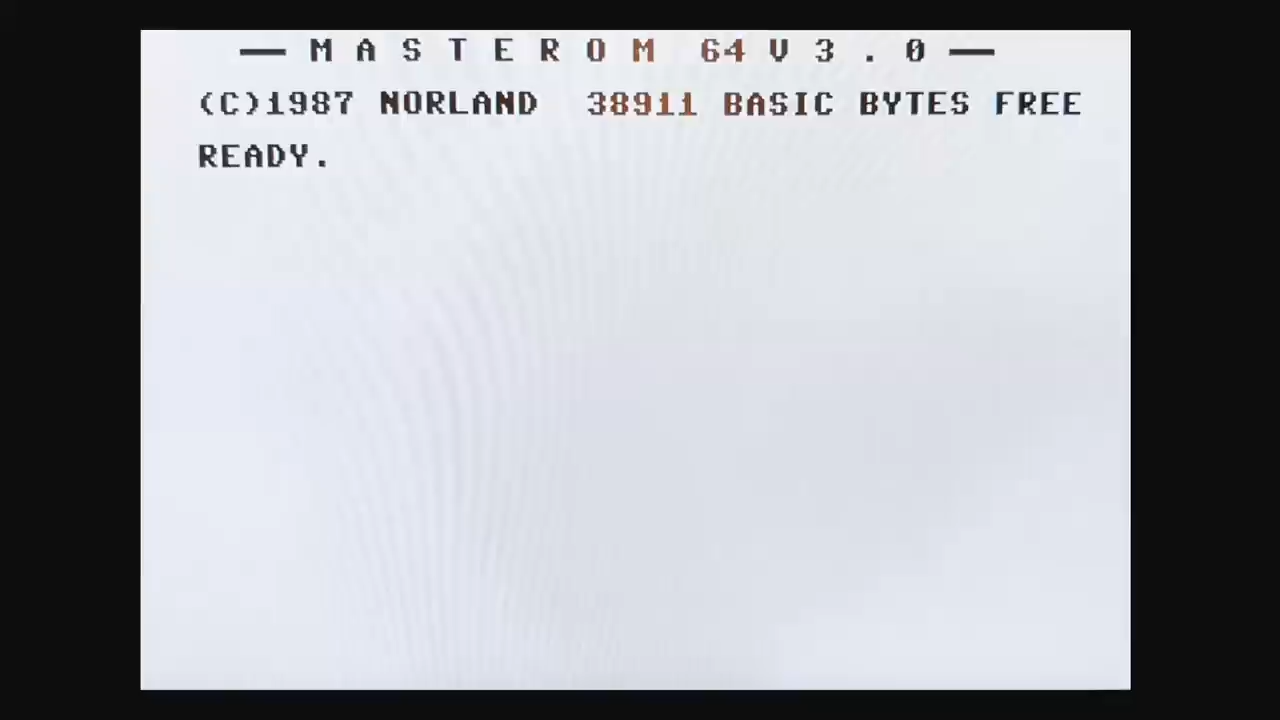 — M A S T E R O M 64 V 3 . 0 —
(C)1987 NORLAND 38911 BASIC BYTES FREE
READY.